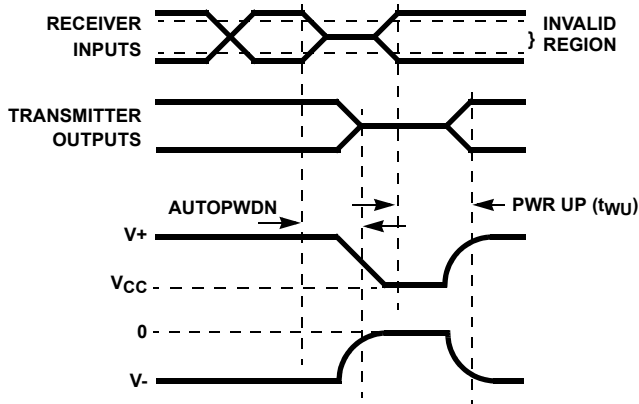 RECEIVER
INPUTS
} INVALID
REGION
TRANSMITTER
OUTPUTS
AUTOPWDN
PWR UP (tWU)
V+
VCC
0
V-